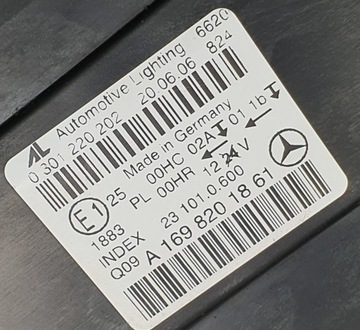 AL Automotive Lighting 6620
0 301 220 202 20.06.06 824
Made in Germany
E1 25 00HC 02A 01 1b
1883 PL 00HR 12 24 V
INDEX 23 101.0.600
Q09 A 169 820 18 61